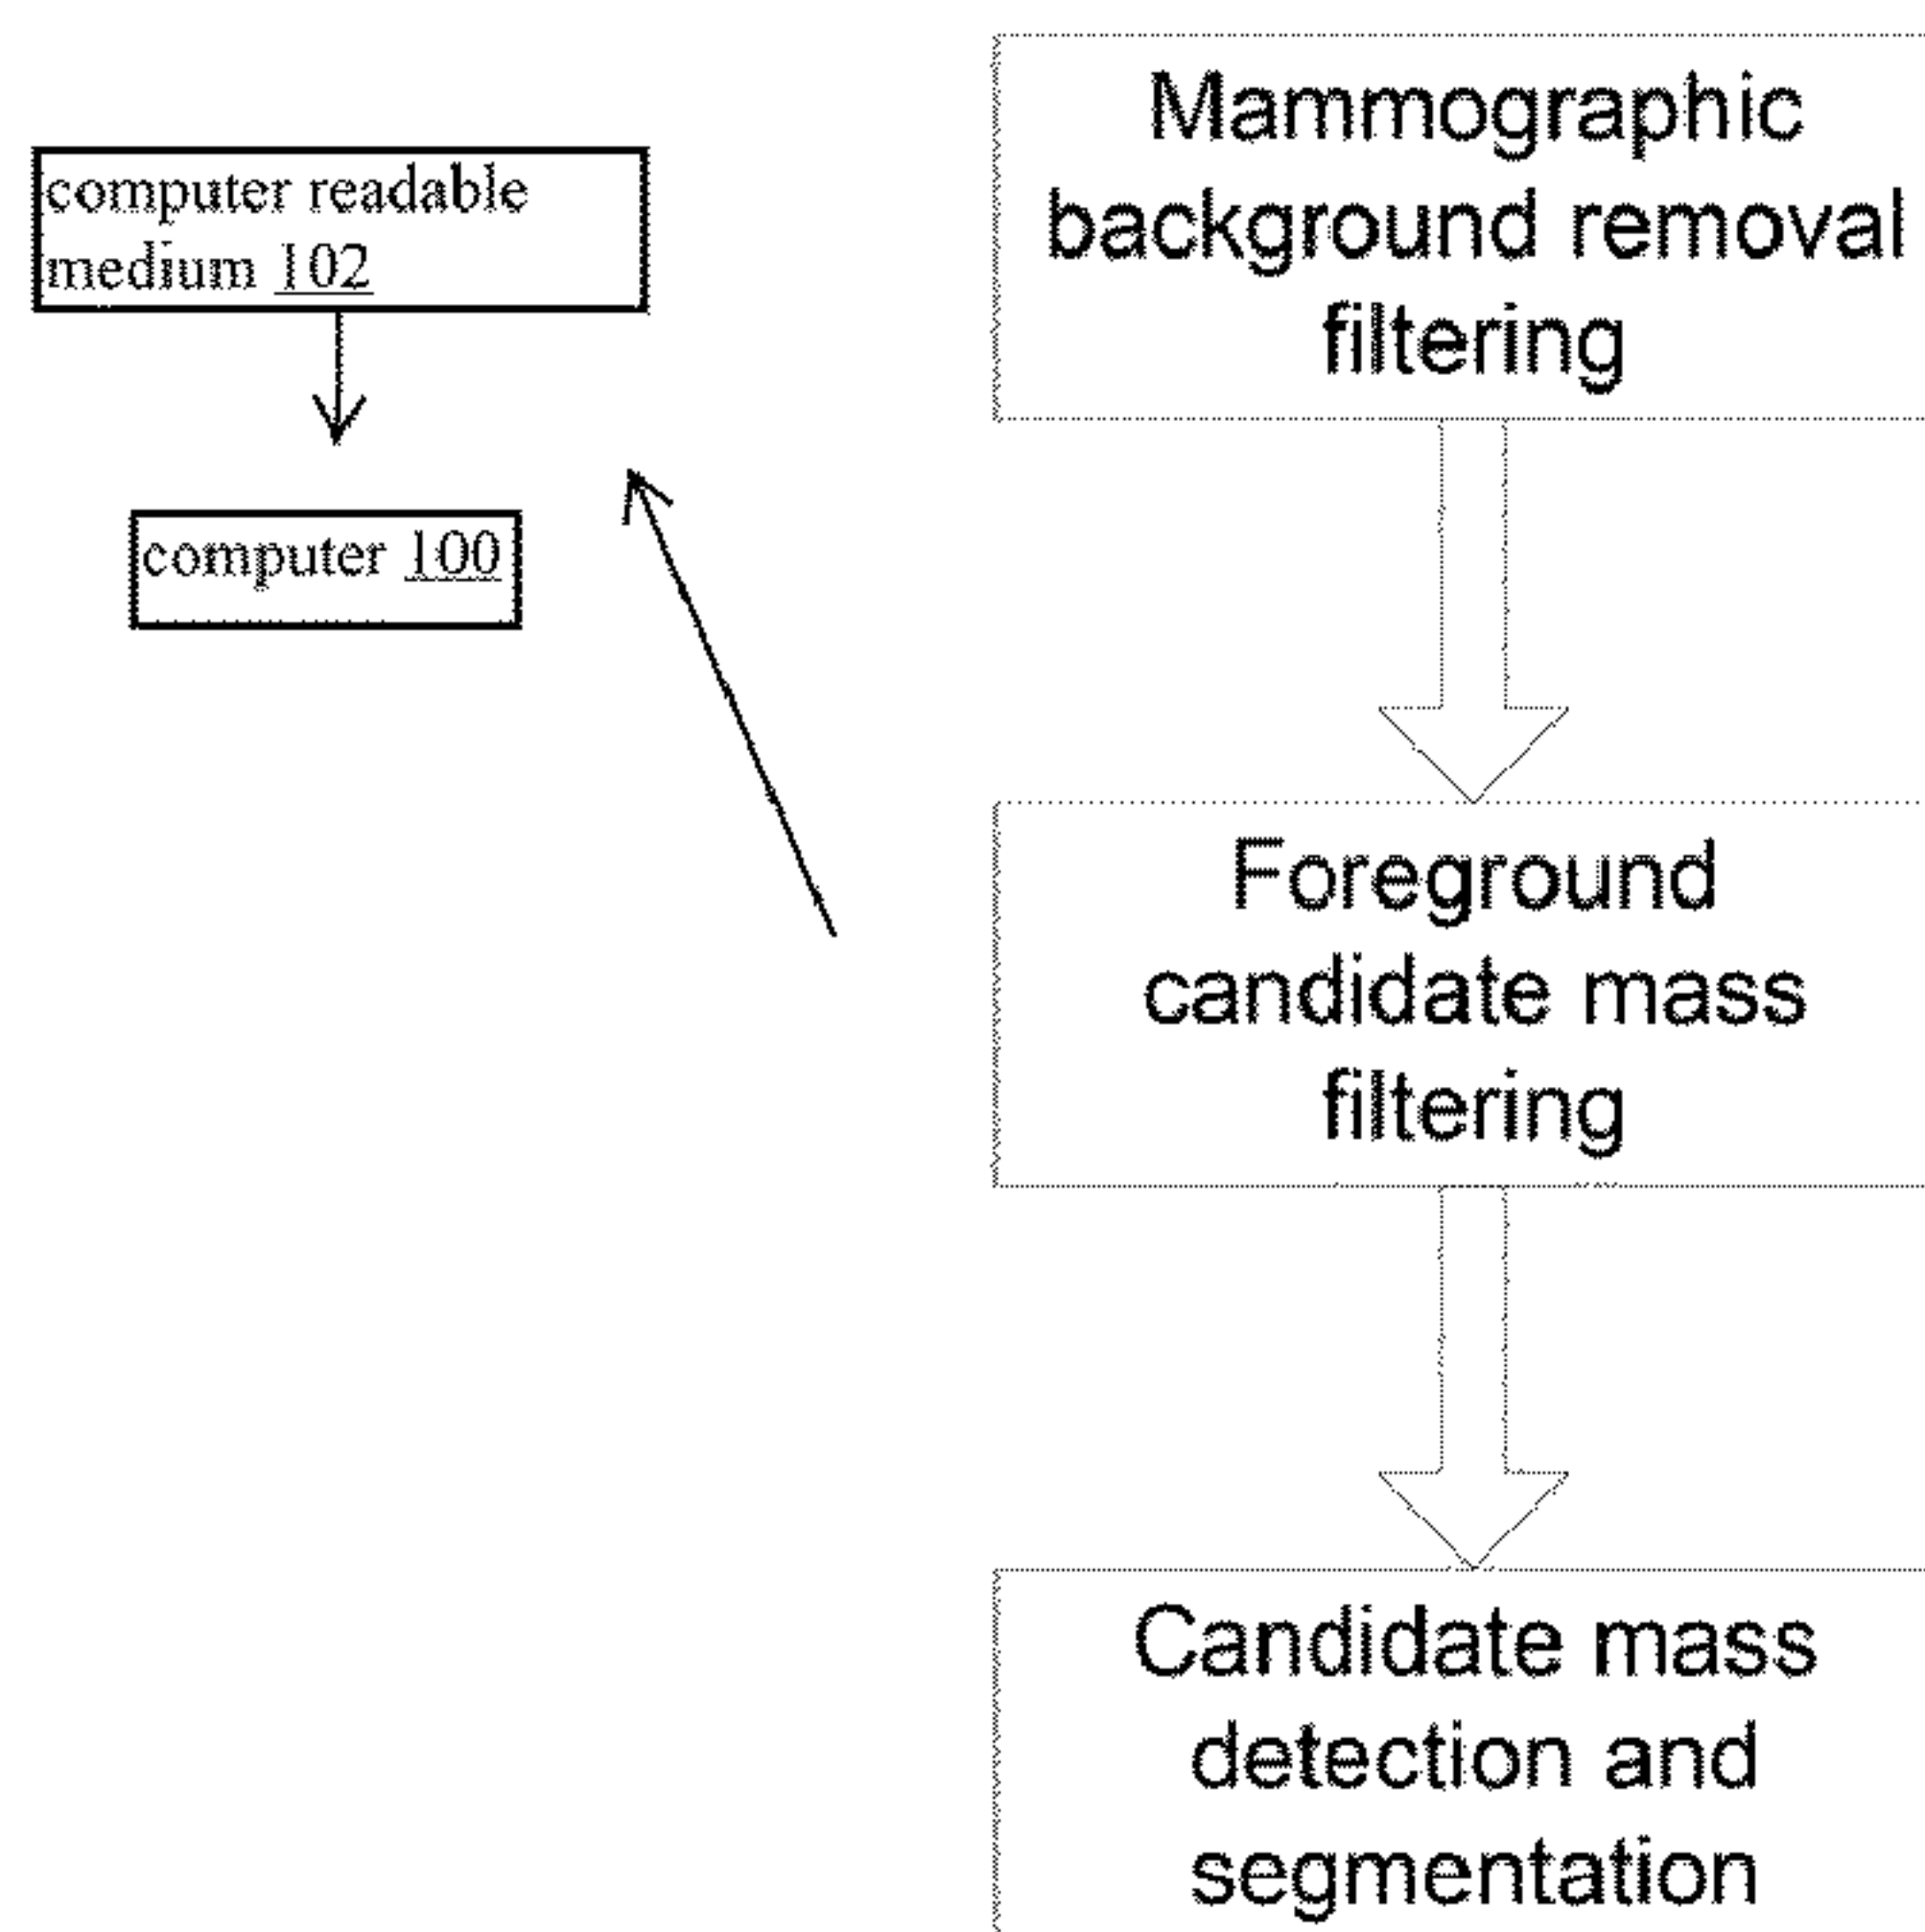 computer readable
medium 102
computer 100
Mammographic
background removal
filtering
Foreground
candidate mass
filtering
Candidate mass
detection and
segmentation